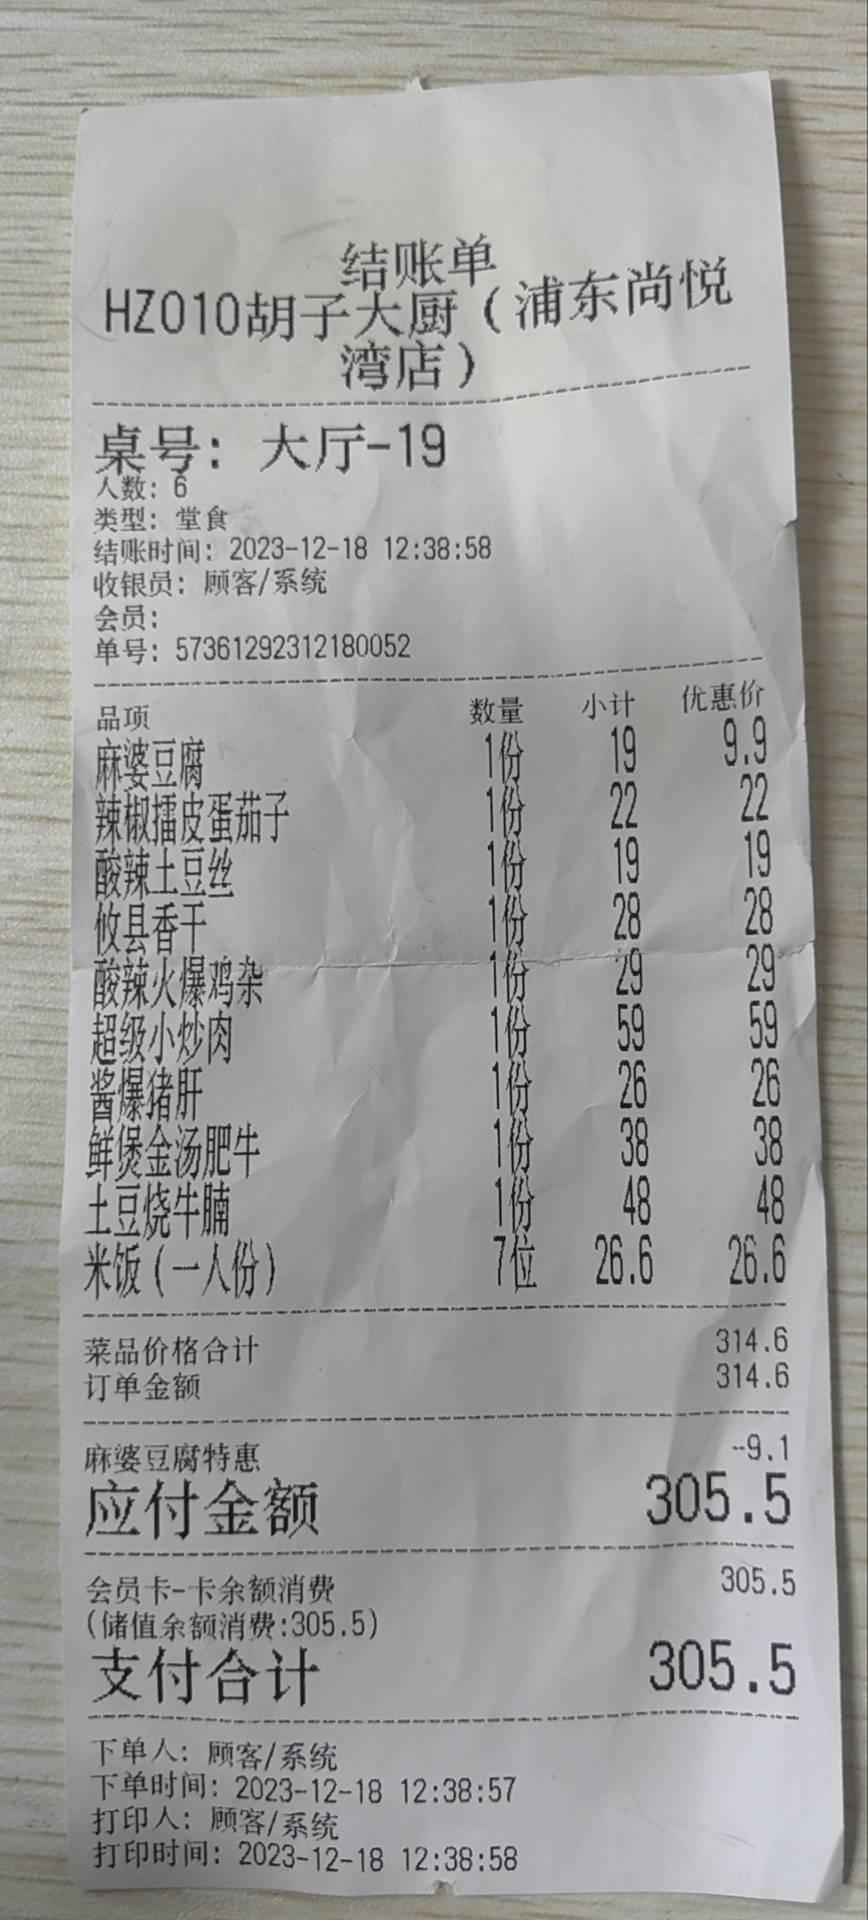 结账单
HZ010胡子大厨（浦东尚悦
湾店）
桌号：大厅-19
人数：6
类型：堂食
结账时间：2023-12-18 12:38:58
收银员：顾客/系统
会员：
单号：57361292312180052
品项 数量 小计 优惠价
麻婆豆腐 1份 19 9.9
辣椒擂皮蛋茄子 1份 22 22
酸辣土豆丝 1份 19 19
攸县香干 1份 28 28
酸辣火爆鸡杂 1份 29 29
超级小炒肉 1份 59 59
酱爆猪肝 1份 26 26
鲜煲金汤肥牛 1份 38 38
土豆烧牛腩 1份 48 48
米饭（一人份） 7位 26.6 26.6
菜品价格合计 314.6
订单金额 314.6
麻婆豆腐特惠 --9.1
应付金额 305.5
会员卡-卡余额消费 305.5
(储值余额消费:305.5)
支付合计 305.5
下单人：顾客/系统
下单时间：2023-12-18 12:38:57
打印人：顾客/系统
打印时间：2023-12-18 12:38:58